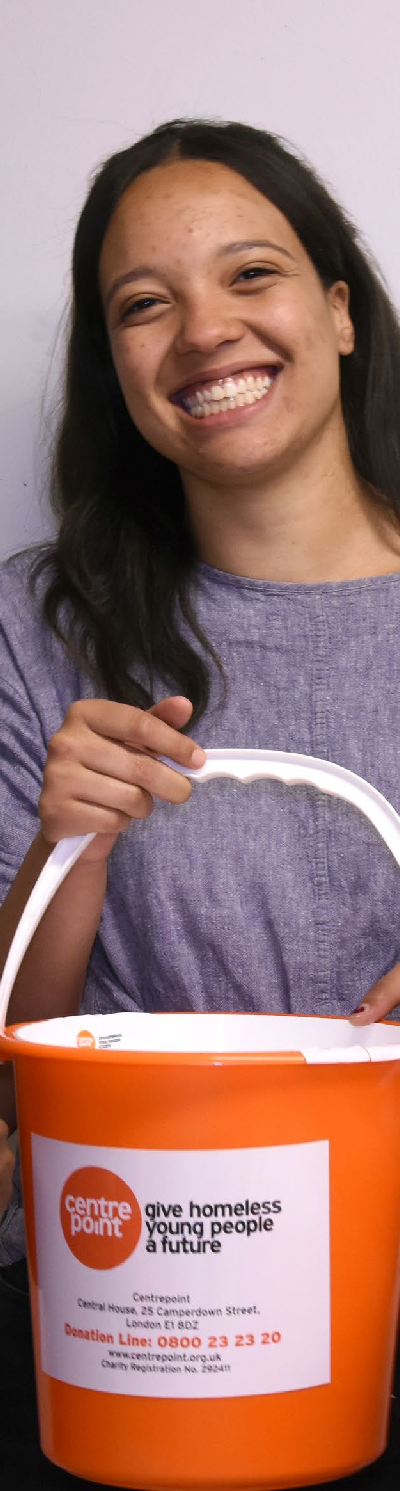 centre
point
give homeless
young people
a future
Centrepoint
Central House, 25 Camperdown Street,
London E1 8DZ
Donation Line: 0800 23 23 20
www.centrepoint.org.uk
Charity Registration No. 292411